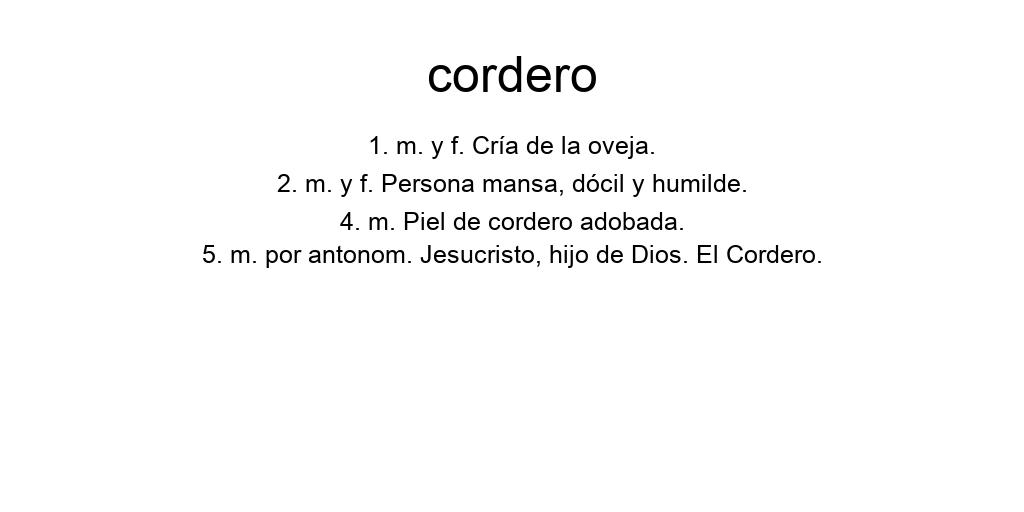 cordero
1. m. y f. Cría de la oveja.
2. m. y f. Persona mansa, dócil y humilde.
4. m. Piel de cordero adobada.
5. m. por antonom. Jesucristo, hijo de Dios. El Cordero.